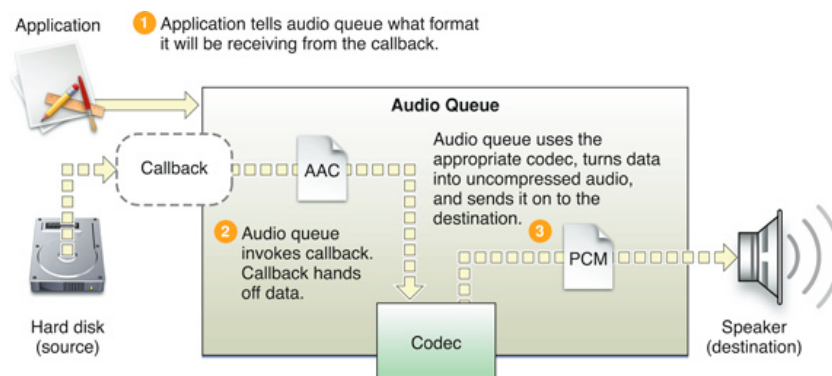 Application
1 Application tells audio queue what format
it will be receiving from the callback.
Audio Queue
Callback
AAC
Audio queue uses the
appropriate codec, turns data
into uncompressed audio,
and sends it on to the
destination.
3
2 Audio queue
invokes callback.
Callback hands
off data.
PCM
Hard disk
(source)
Codec
Speaker
(destination)